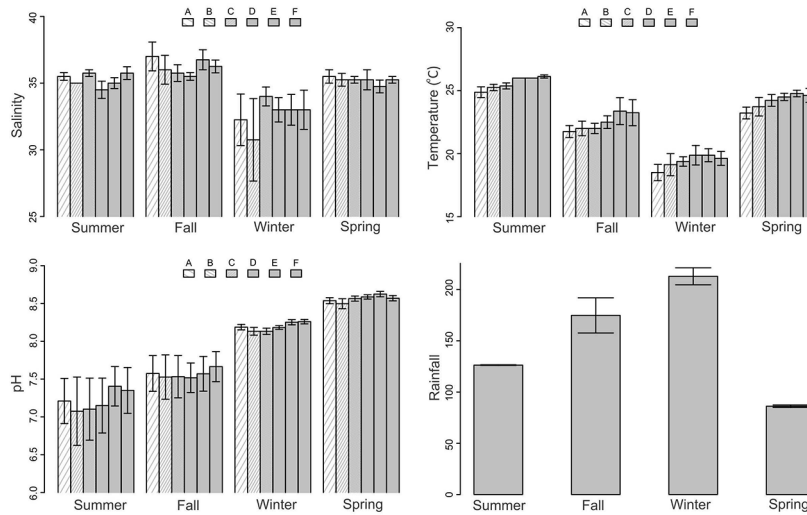 A B C D E F
40
35
30
25
Salinity
Summer Fall Winter Spring
A B C D E F
30
25
20
15
Temperature (°C)
Summer Fall Winter Spring
A B C D E F
9.0
8.5
8.0
7.5
7.0
6.5
6.0
pH
Summer Fall Winter Spring
200
150
100
50
0
Rainfall
Summer Fall Winter Spring